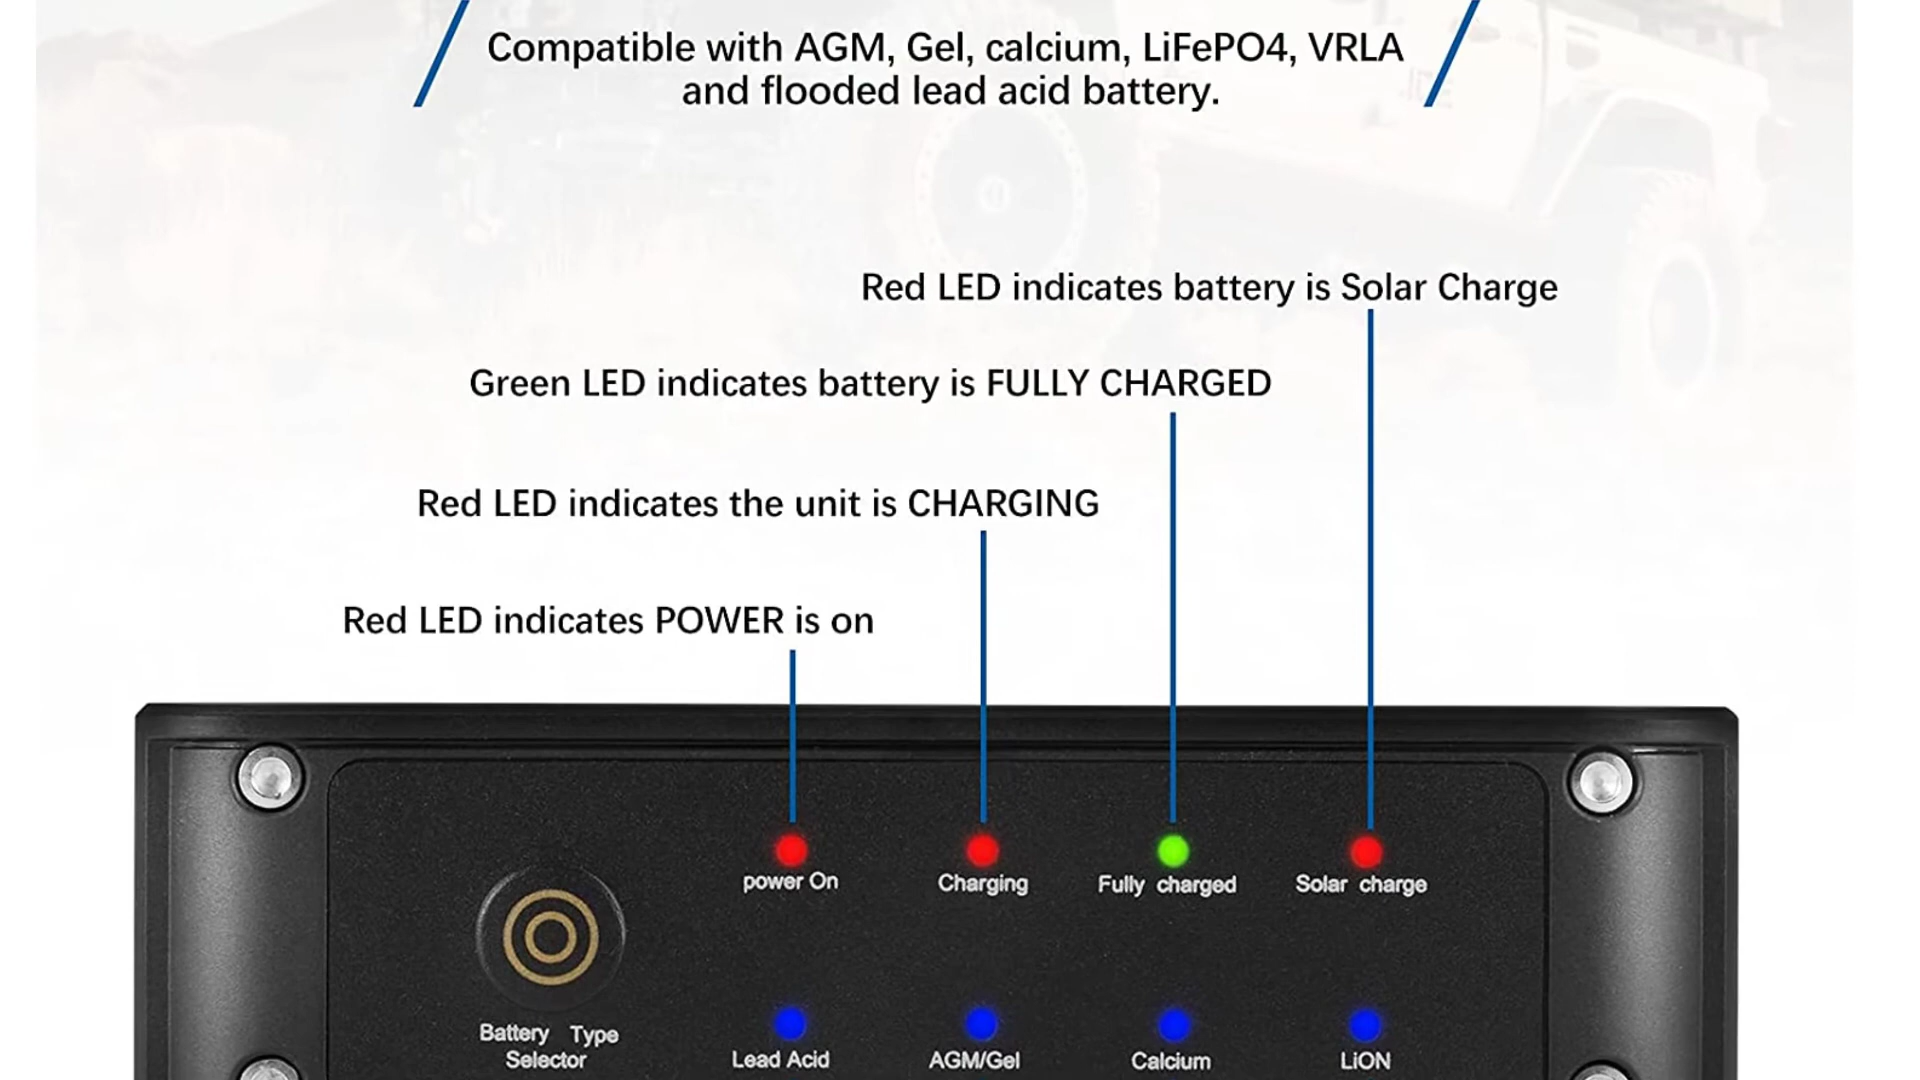 Compatible with AGM, Gel, calcium, LiFePO4, VRLA
and flooded lead acid battery.
Red LED indicates battery is Solar Charge
Green LED indicates battery is FULLY CHARGED
Red LED indicates the unit is CHARGING
Red LED indicates POWER is on
power On
Charging
Fully charged
Solar charge
Battery Type
Selector
Lead Acid
AGM/Gel
Calcium
LiON